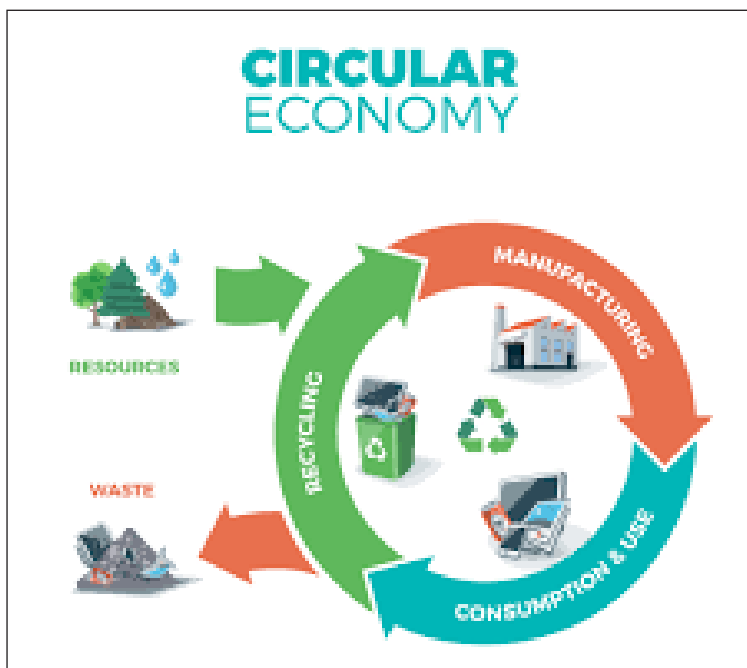 CIRCULAR
ECONOMY
MANUFACTURING
RESOURCES
RECYCLING
WASTE
CONSUMPTION & USE